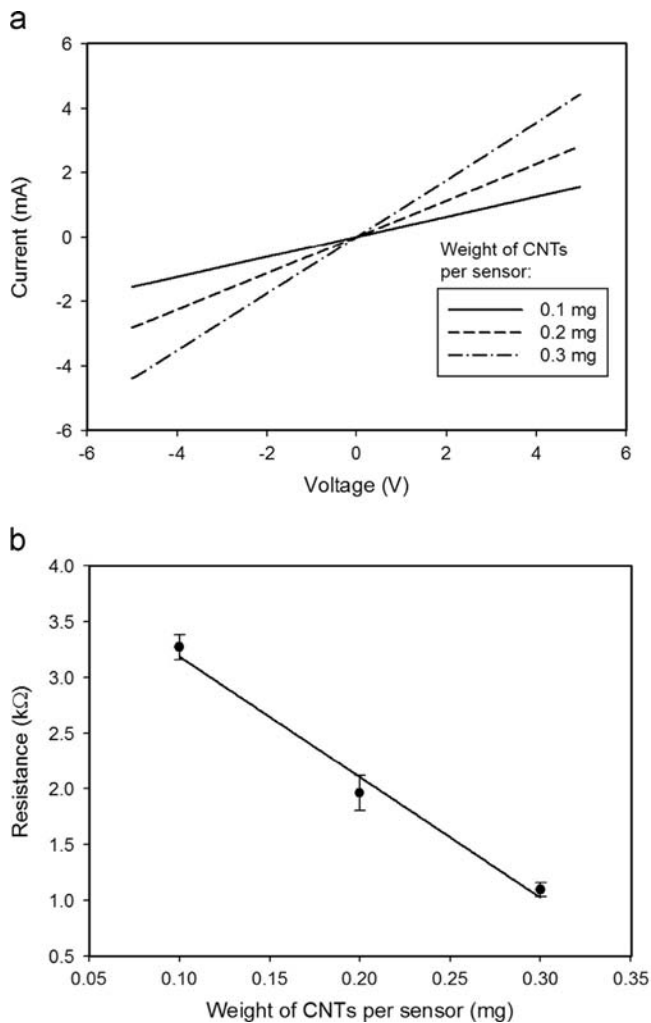 a
6
4
2
0
-2
-4
-6
Current (mA)
Weight of CNTs
per sensor:
0.1 mg
0.2 mg
0.3 mg
-6 -4 -2 0 2 4 6
Voltage (V)
b
4.0
3.5
3.0
2.5
2.0
1.5
1.0
0.5
Resistance (kΩ)
0.05 0.10 0.15 0.20 0.25 0.30 0.35
Weight of CNTs per sensor (mg)